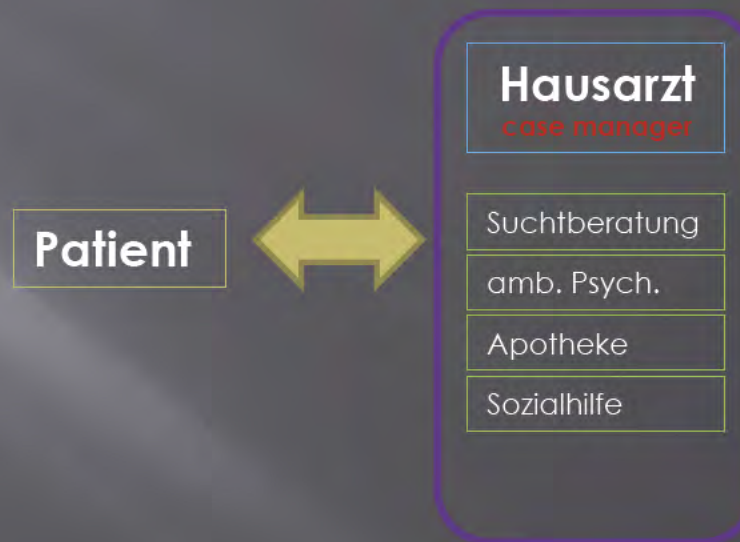 Hausarzt
case manager
Patient
Suchtberatung
amb. Psych.
Apotheke
Sozialhilfe